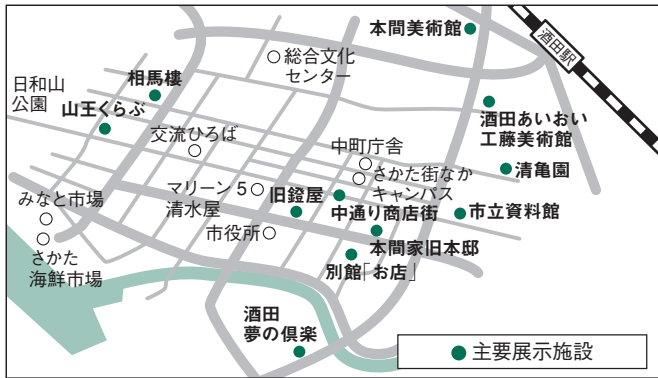 本間美術館
酒田駅
総合文化
センター
日和山
公園
相馬樓
山王くらぶ
酒田あいおい
工藤美術館
交流ひろば
中町庁舎
清亀園
さかた街なか
キャンパス
マリーン5
清水屋
旧鐙屋
中通り商店街
市立資料館
みなと市場
市役所
本間家旧本邸
さかた
海鮮市場
別館「お店」
酒田
夢の倶楽
主要展示施設